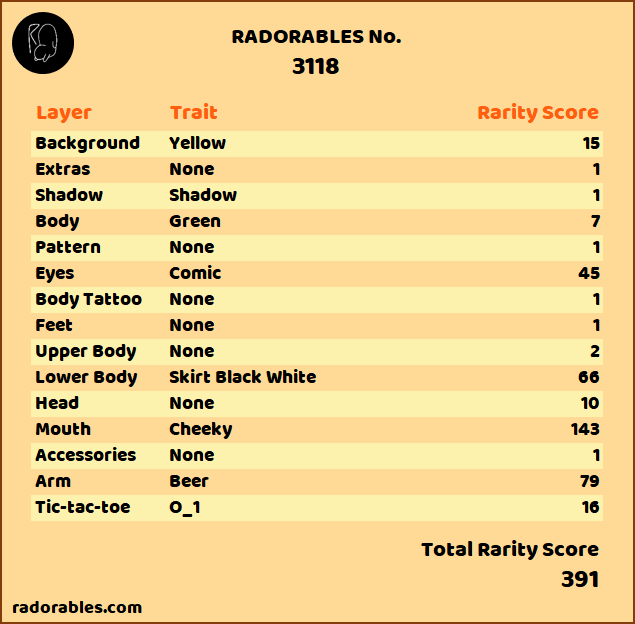 RADORABLES No.
3118
Layer Trait Rarity Score
Background Yellow 15
Extras None 1
Shadow Shadow 1
Body Green 7
Pattern None 1
Eyes Comic 45
Body Tattoo None 1
Feet None 1
Upper Body None 2
Lower Body Skirt Black White 66
Head None 10
Mouth Cheeky 143
Accessories None 1
Arm Beer 79
Tic-tac-toe O_1 16
Total Rarity Score
391
radorables.com